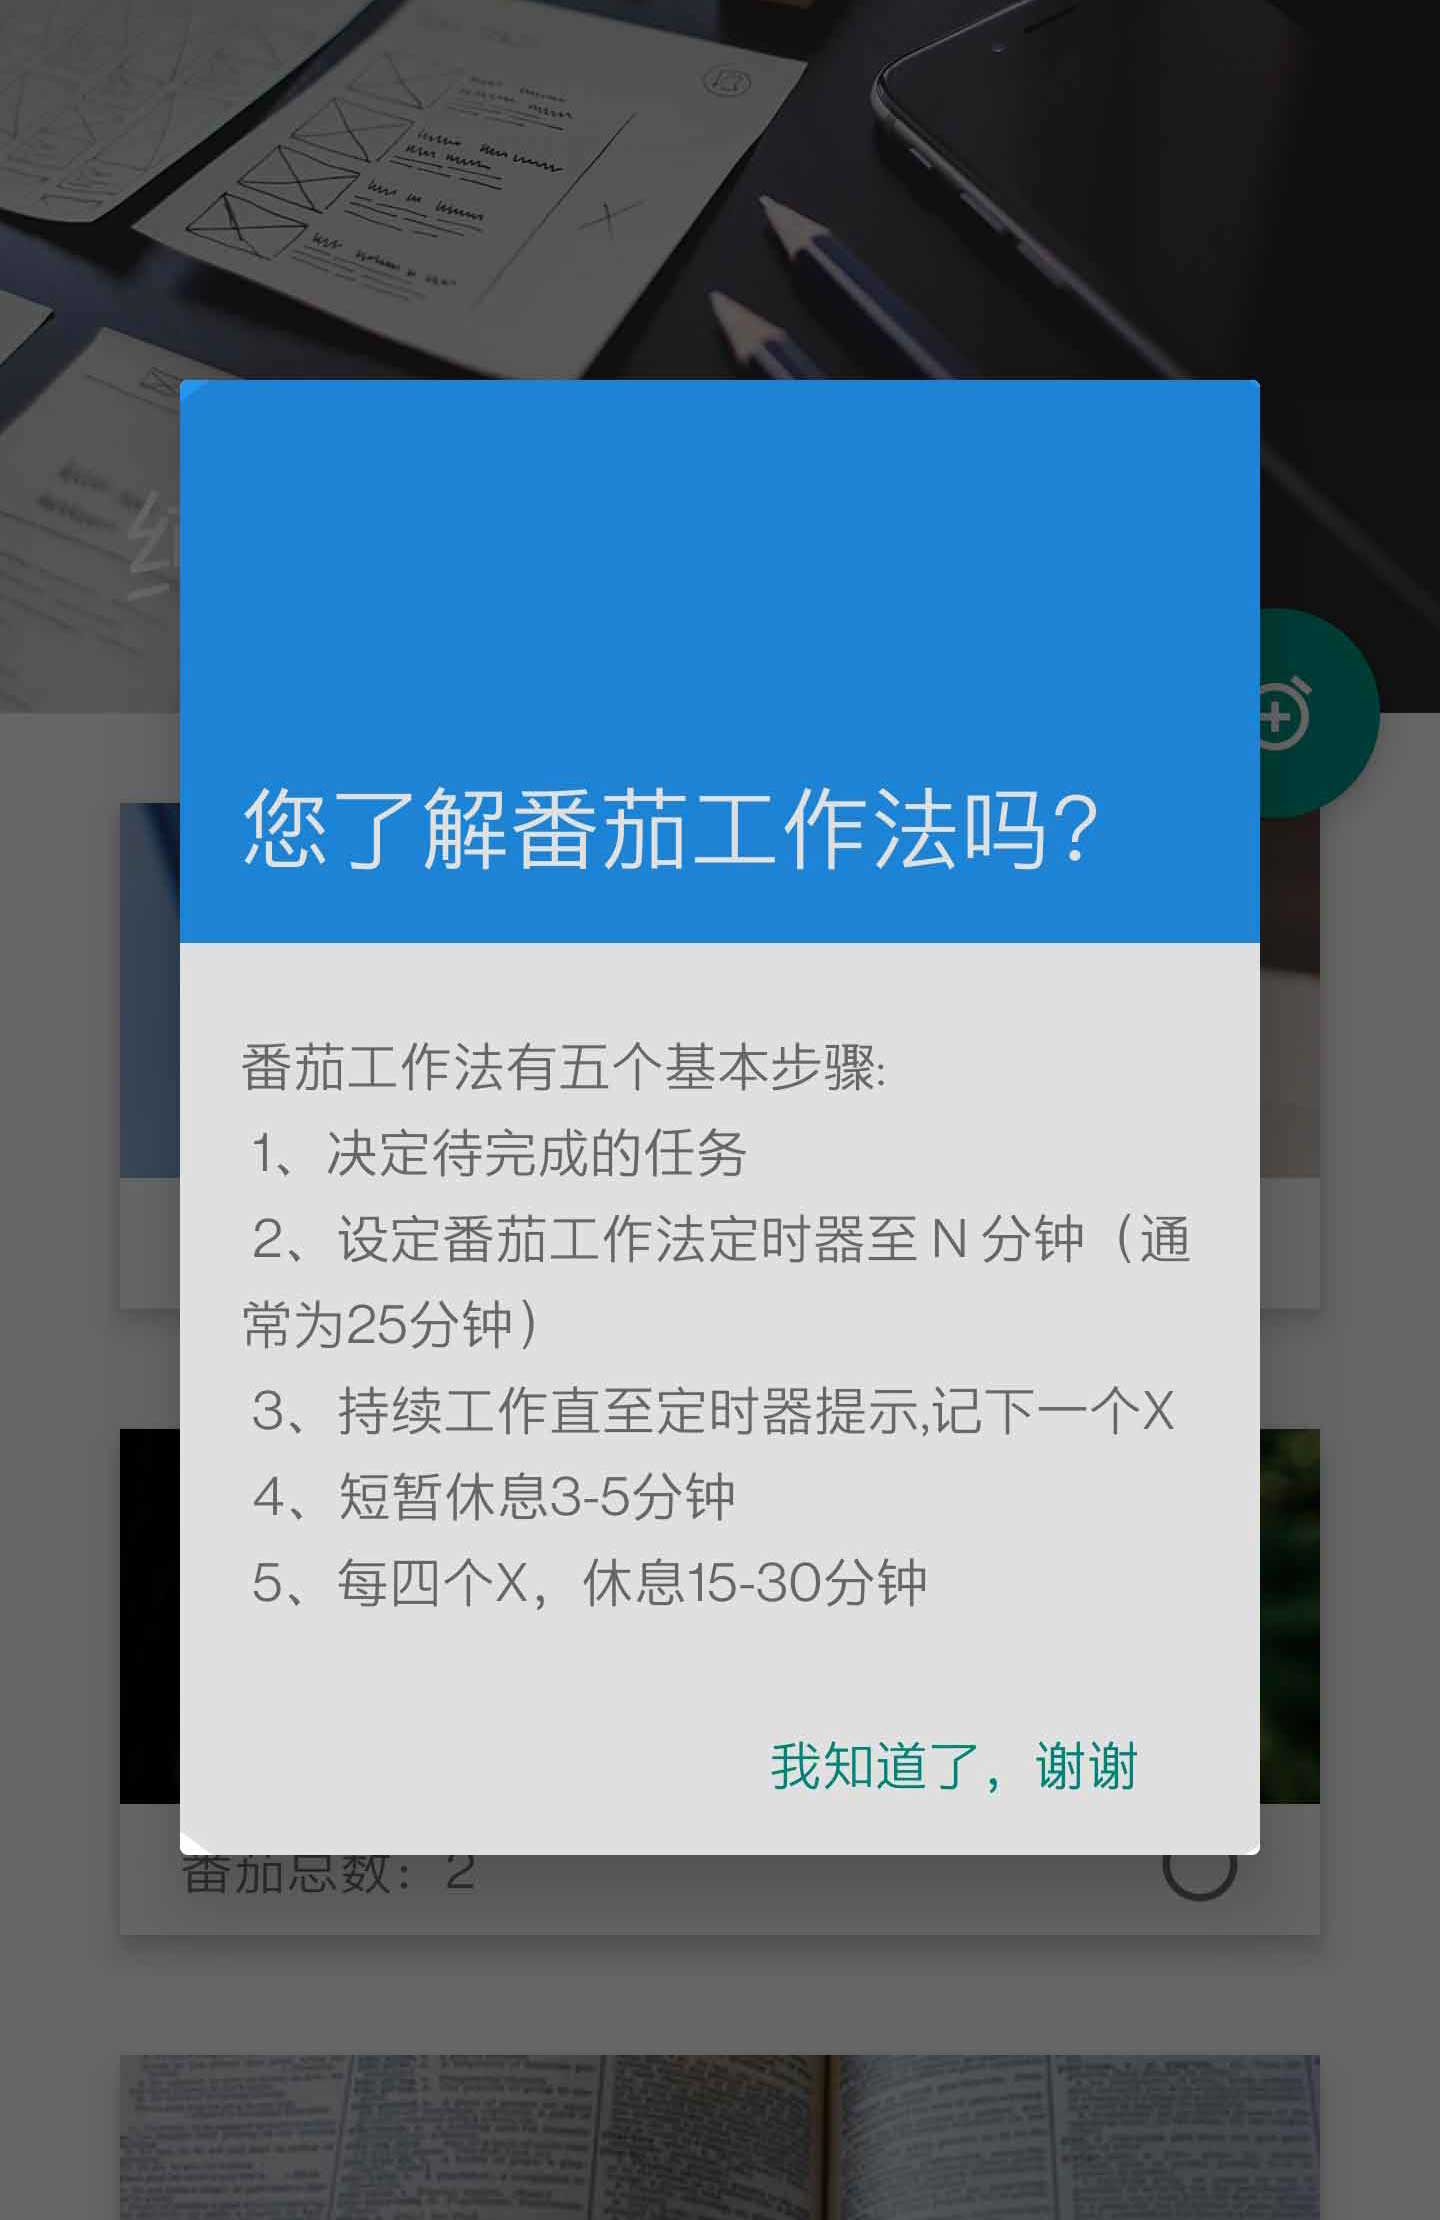 您了解番茄工作法吗?
番茄工作法有五个基本步骤:
1、决定待完成的任务
2、设定番茄工作法定时器至 N 分钟（通
常为25分钟）
3、持续工作直至定时器提示,记下一个X
4、短暂休息3-5分钟
5、每四个X，休息15-30分钟
我知道了，谢谢
番茄总数：2